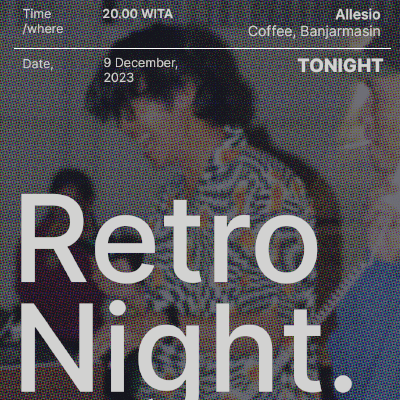 Time 20.00 WITA Allesio
/where Coffee, Banjarmasin
Date, 9 December, TONIGHT
2023
Retro
Night.